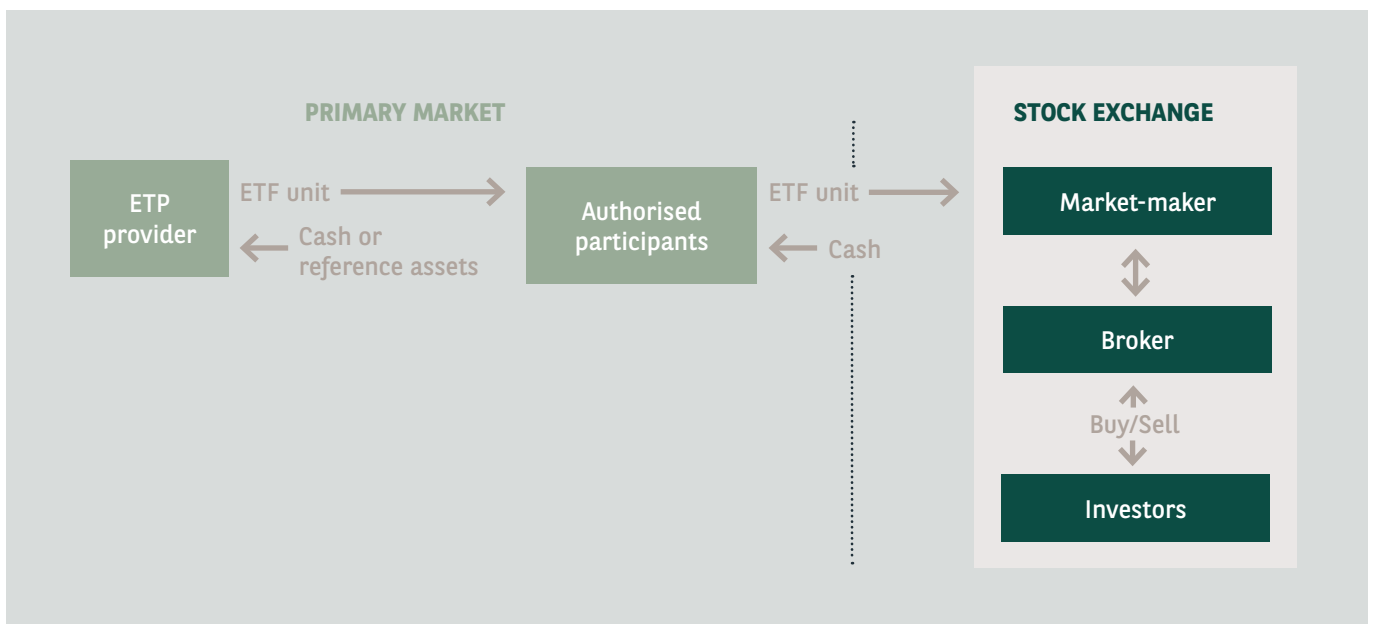 PRIMARY MARKET
STOCK EXCHANGE
ETP
provider
ETF unit
Cash or
reference assets
Authorised
participants
ETF unit
Cash
Market-maker
Broker
Buy/Sell
Investors